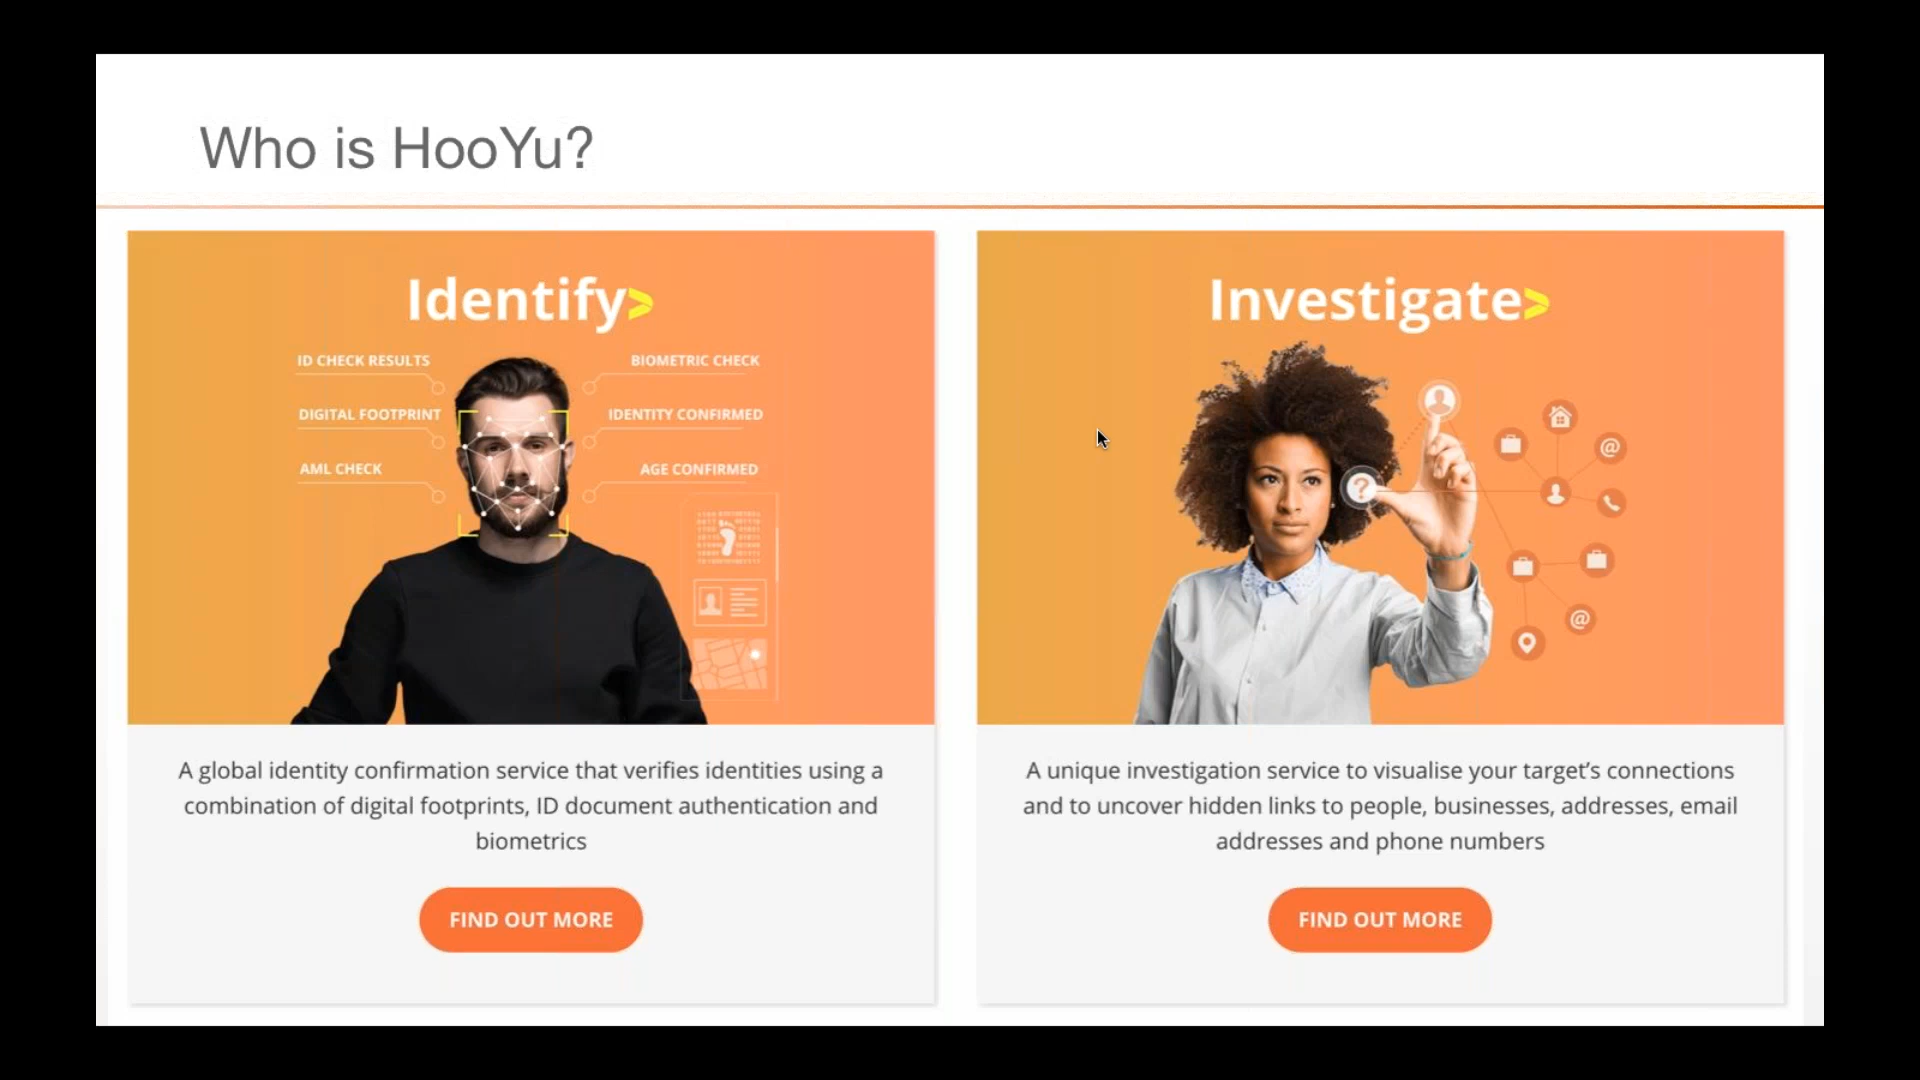 Who is HooYu?
Identify>
ID CHECK RESULTS
BIOMETRIC CHECK
DIGITAL FOOTPRINT
IDENTITY CONFIRMED
AML CHECK
AGE CONFIRMED
A global identity confirmation service that verifies identities using a
combination of digital footprints, ID document authentication and
biometrics
FIND OUT MORE
Investigate>
?
@
@
A unique investigation service to visualise your target’s connections
and to uncover hidden links to people, businesses, addresses, email
addresses and phone numbers
FIND OUT MORE